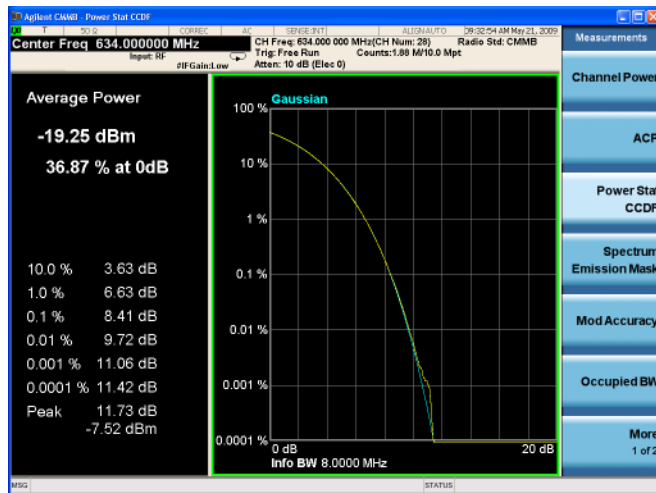 Agilent CMMB - Power Stat CCDF
T 50 Ω CORREC AC SENSE:INT ALIGNAUTO 09:32:54 AM May 21, 2009
Center Freq 634.000000 MHz
Input: RF
#IFGain:Low
CH Freq: 634.000 000 MHz(CH Num: 28) Radio Std: CMMB
Trig: Free Run Counts:1.88 M/10.0 Mpt
Atten: 10 dB (Elec 0)
Average Power
-19.25 dBm
36.87 % at 0dB
10.0 % 3.63 dB
1.0 % 6.63 dB
0.1 % 8.41 dB
0.01 % 9.72 dB
0.001 % 11.06 dB
0.0001 % 11.42 dB
Peak 11.73 dB
-7.52 dBm
Gaussian
100 %
10 %
1 %
0.1 %
0.01 %
0.001 %
0.0001 %
0 dB 20 dB
Info BW 8.0000 MHz
Measurements
Channel Power
ACP
Power Stat
CCDF
Spectrum
Emission Mask
Mod Accuracy
Occupied BW
More
1 of 2
MSG STATUS